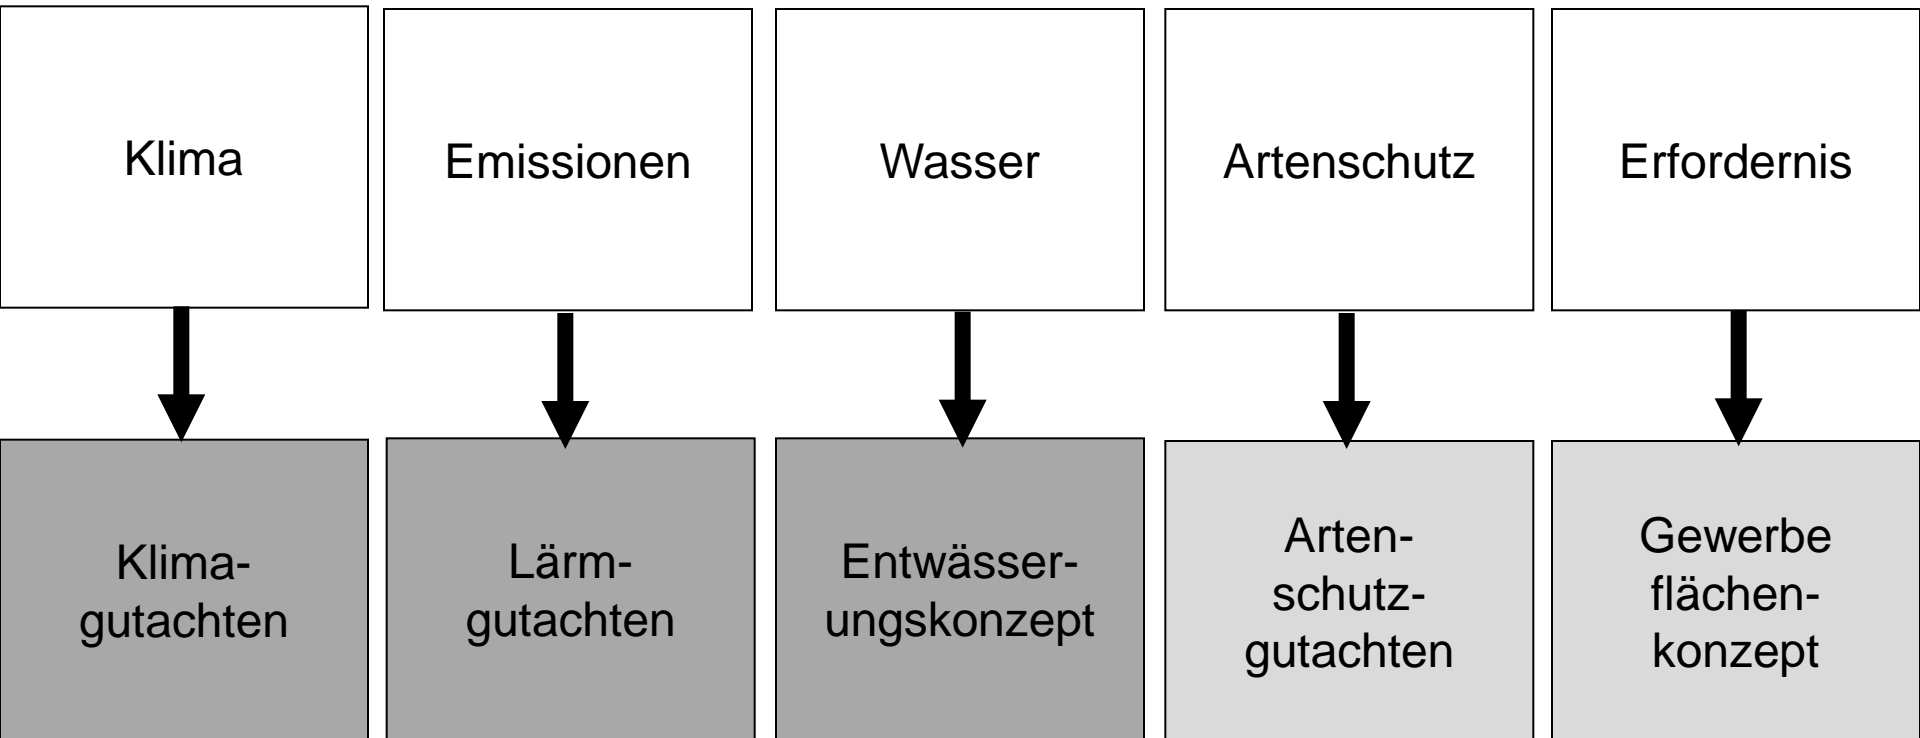 Klima
Emissionen
Wasser
Artenschutz
Erfordernis
Klima-
gutachten
Lärm-
gutachten
Entwässer-
ungskonzept
Arten-
schutz-
gutachten
Gewerbe
flächen-
konzept